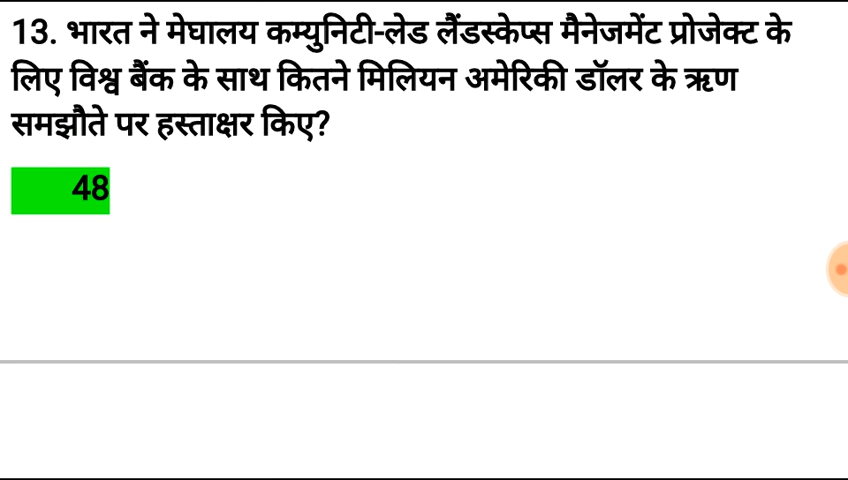 13. भारत ने मेघालय कम्युनिटी-लेड लैंडस्केप्स मैनेजमेंट प्रोजेक्ट के
लिए विश्व बैंक के साथ कितने मिलियन अमेरिकी डॉलर के ऋण
समझौते पर हस्ताक्षर किए?
48